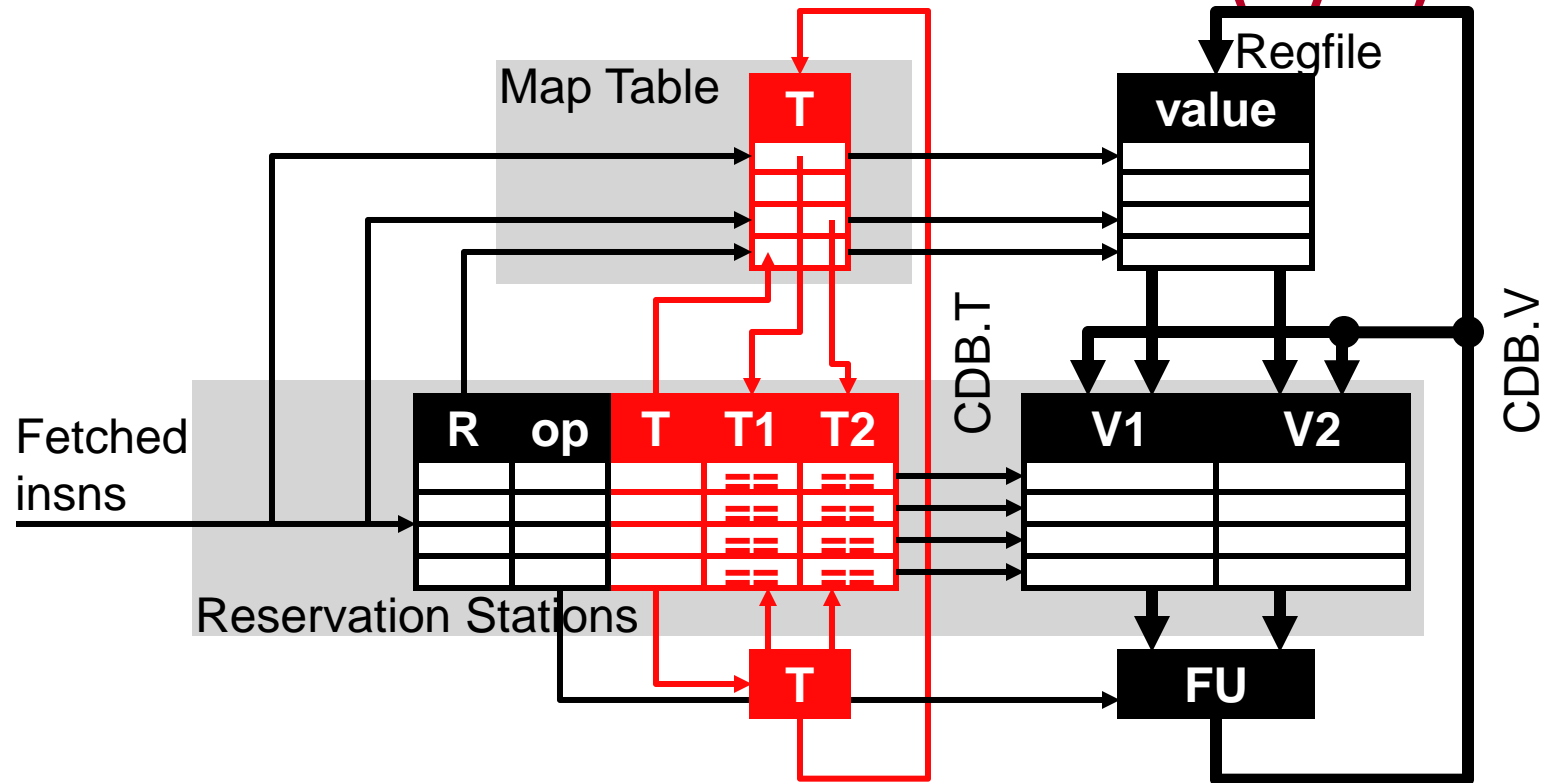 Regfile
Map Table
T
value
CDB.T
CDB.V
Fetched
insns
R op T T1 T2 V1 V2
== ==
== ==
== ==
== ==
Reservation Stations
T
FU